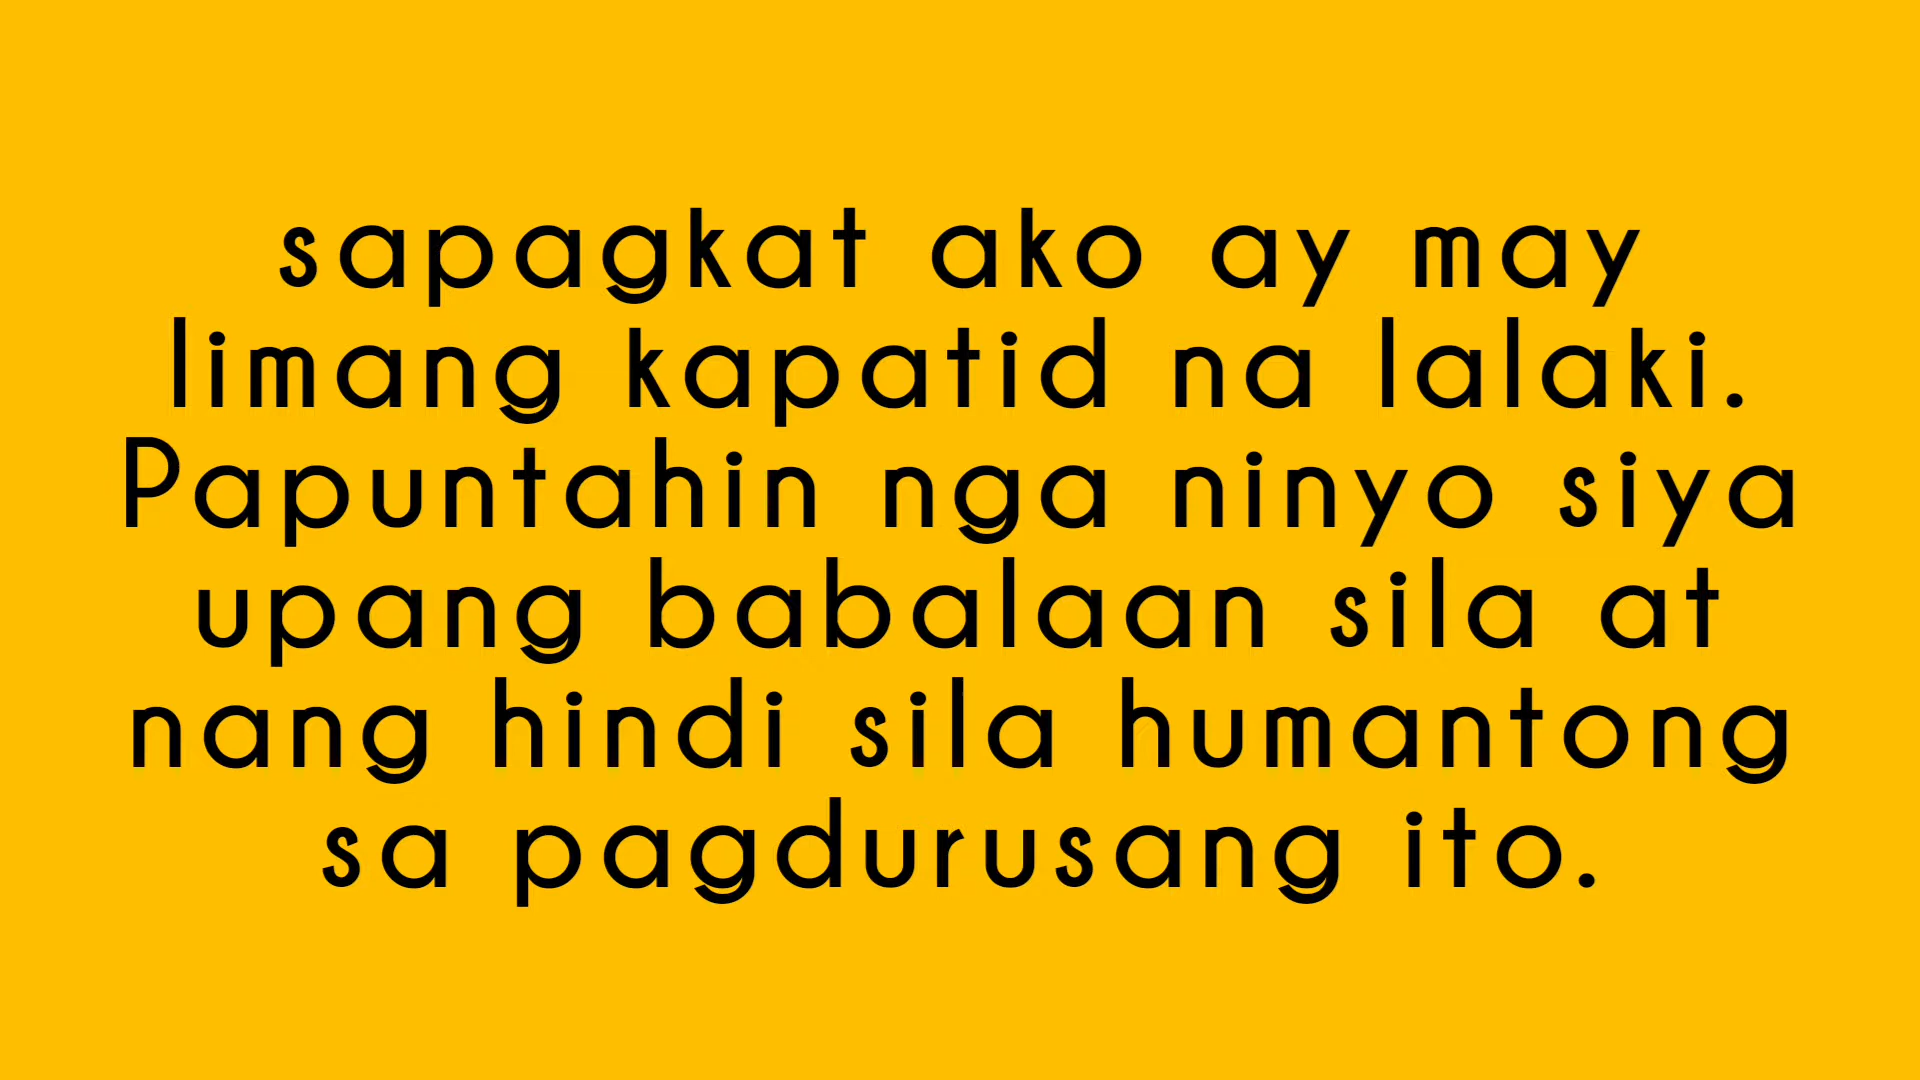 sapagkat ako ay may
limang kapatid na lalaki.
Papuntahin nga ninyo siya
upang babalaan sila at
nang hindi sila humantong
sa pagdurusang ito.